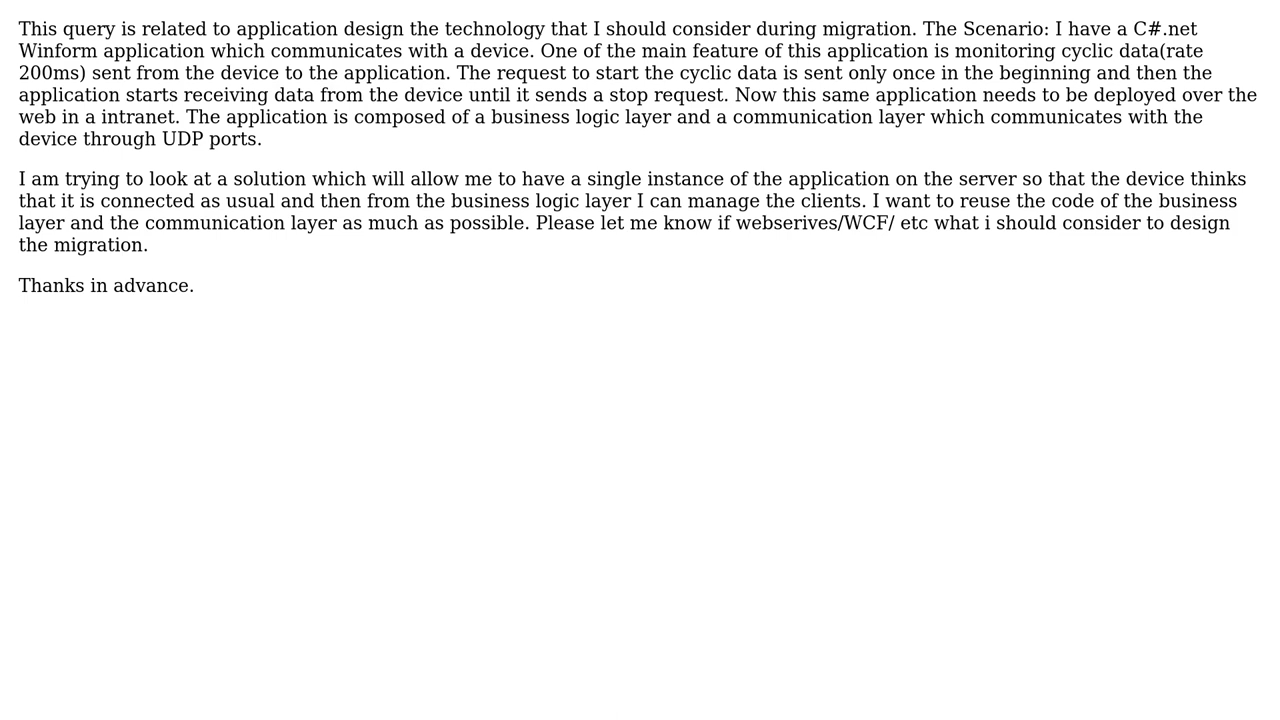 This query is related to application design the technology that I should consider during migration. The Scenario: I have a C#.net
Winform application which communicates with a device. One of the main feature of this application is monitoring cyclic data(rate
200ms) sent from the device to the application. The request to start the cyclic data is sent only once in the beginning and then the
application starts receiving data from the device until it sends a stop request. Now this same application needs to be deployed over the
web in a intranet. The application is composed of a business logic layer and a communication layer which communicates with the
device through UDP ports.
I am trying to look at a solution which will allow me to have a single instance of the application on the server so that the device thinks
that it is connected as usual and then from the business logic layer I can manage the clients. I want to reuse the code of the business
layer and the communication layer as much as possible. Please let me know if webserives/WCF/ etc what i should consider to design
the migration.
Thanks in advance.